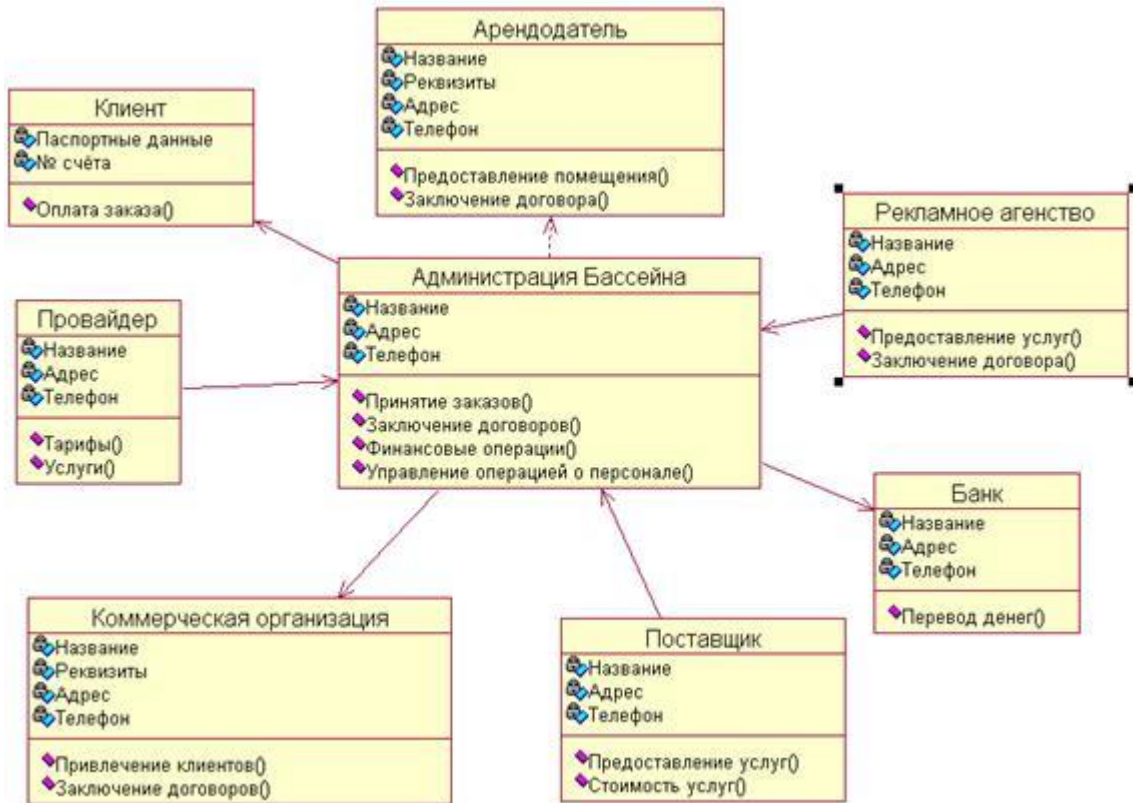 Арендодатель
Название
Реквизиты
Адрес
Телефон
Предоставление помещения()
Заключение договора()
Клиент
Паспортные данные
№ счёта
Оплата заказа()
Рекламное агенство
Название
Адрес
Телефон
Предоставление услуг()
Заключение договора()
Администрация Бассейна
Название
Адрес
Телефон
Принятие заказов()
Заключение договоров()
Финансовые операции()
Управление операцией о персонале()
Провайдер
Название
Адрес
Телефон
Тарифы()
Услуги()
Банк
Название
Адрес
Телефон
Перевод денег()
Коммерческая организация
Название
Реквизиты
Адрес
Телефон
Привлечение клиентов()
Заключение договоров()
Поставщик
Название
Адрес
Телефон
Предоставление услуг()
Стоимость услуг()